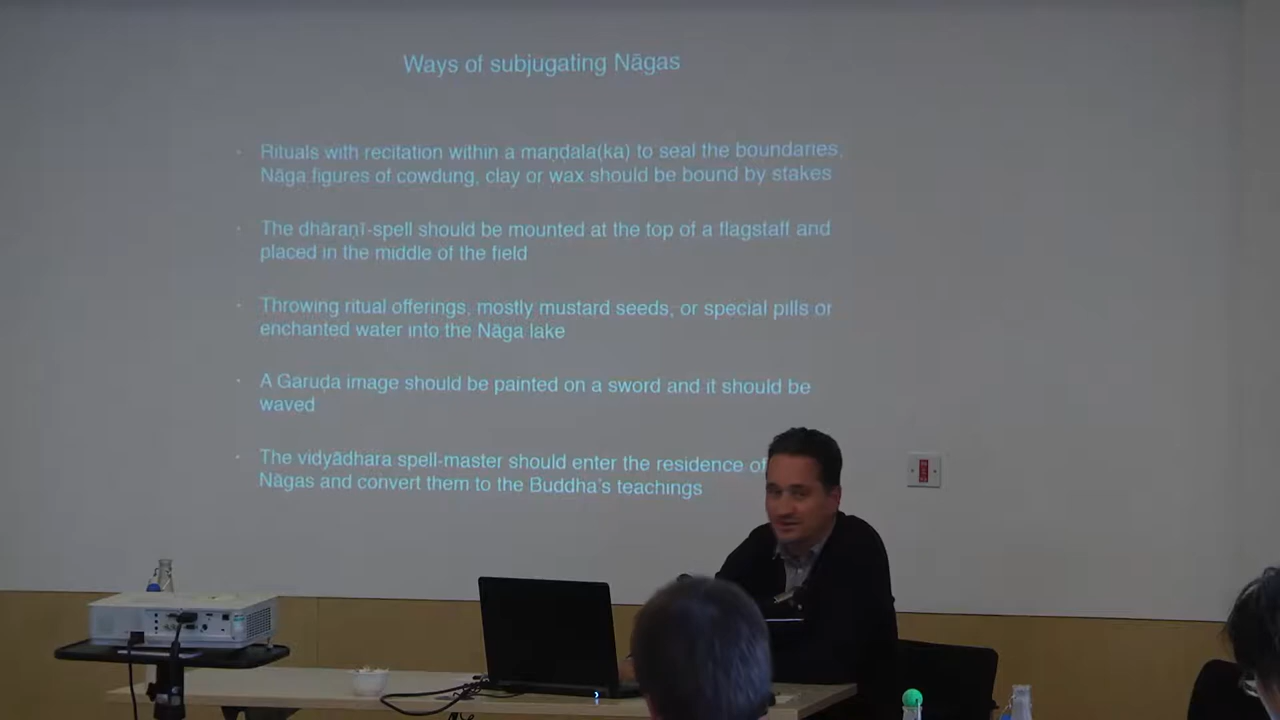 Ways of subjugating Nāgas
· Rituals with recitation within a maṇḍala(ka) to seal the boundaries,
Nāga figures of cowdung, clay or wax should be bound by stakes
· The dhāraṇī-spell should be mounted at the top of a flagstaff and
placed in the middle of the field
· Throwing ritual offerings, mostly mustard seeds, or special pills or
enchanted water into the Nāga lake
· A Garuḍa image should be painted on a sword and it should be
waved
· The vidyādhara spell-master should enter the residence of
Nāgas and convert them to the Buddha's teachings